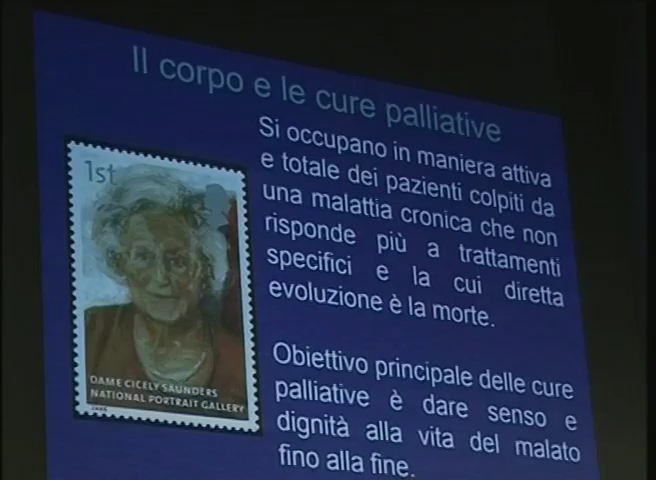 Il corpo e le cure palliative
Si occupano in maniera attiva
e totale dei pazienti colpiti da
una malattia cronica che non
risponde più a trattamenti
specifici e la cui diretta
evoluzione è la morte.
Obiettivo principale delle cure
palliative è dare senso e
dignità alla vita del malato
fino alla fine.
1st
DAME CICELY SAUNDERS
NATIONAL PORTRAIT GALLERY